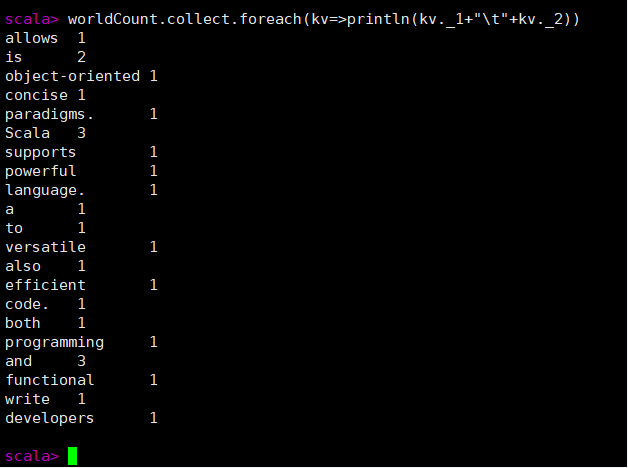 scala> worldCount.collect.foreach(kv=>println(kv._1+"\t"+kv._2))
allows	1
is	2
object-oriented	1
concise	1
paradigms.	1
Scala	3
supports	1
powerful	1
language.	1
a	1
to	1
versatile	1
also	1
efficient	1
code.	1
both	1
programming	1
and	3
functional	1
write	1
developers	1
scala>